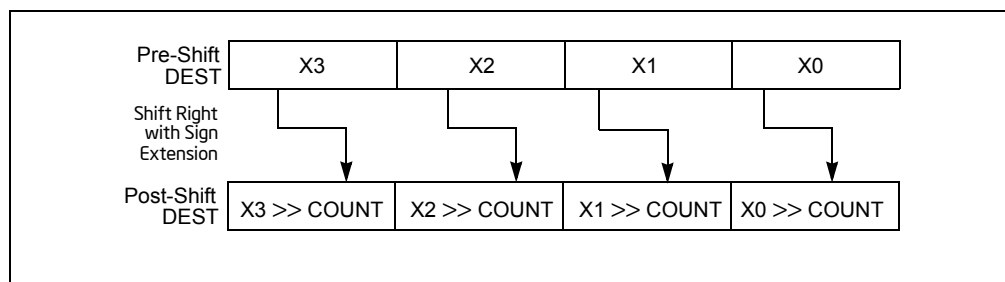 Pre-Shift
DEST
X3 X2 X1 X0
Shift Right
with Sign
Extension
Post-Shift
DEST
X3 >> COUNT X2 >> COUNT X1 >> COUNT X0 >> COUNT